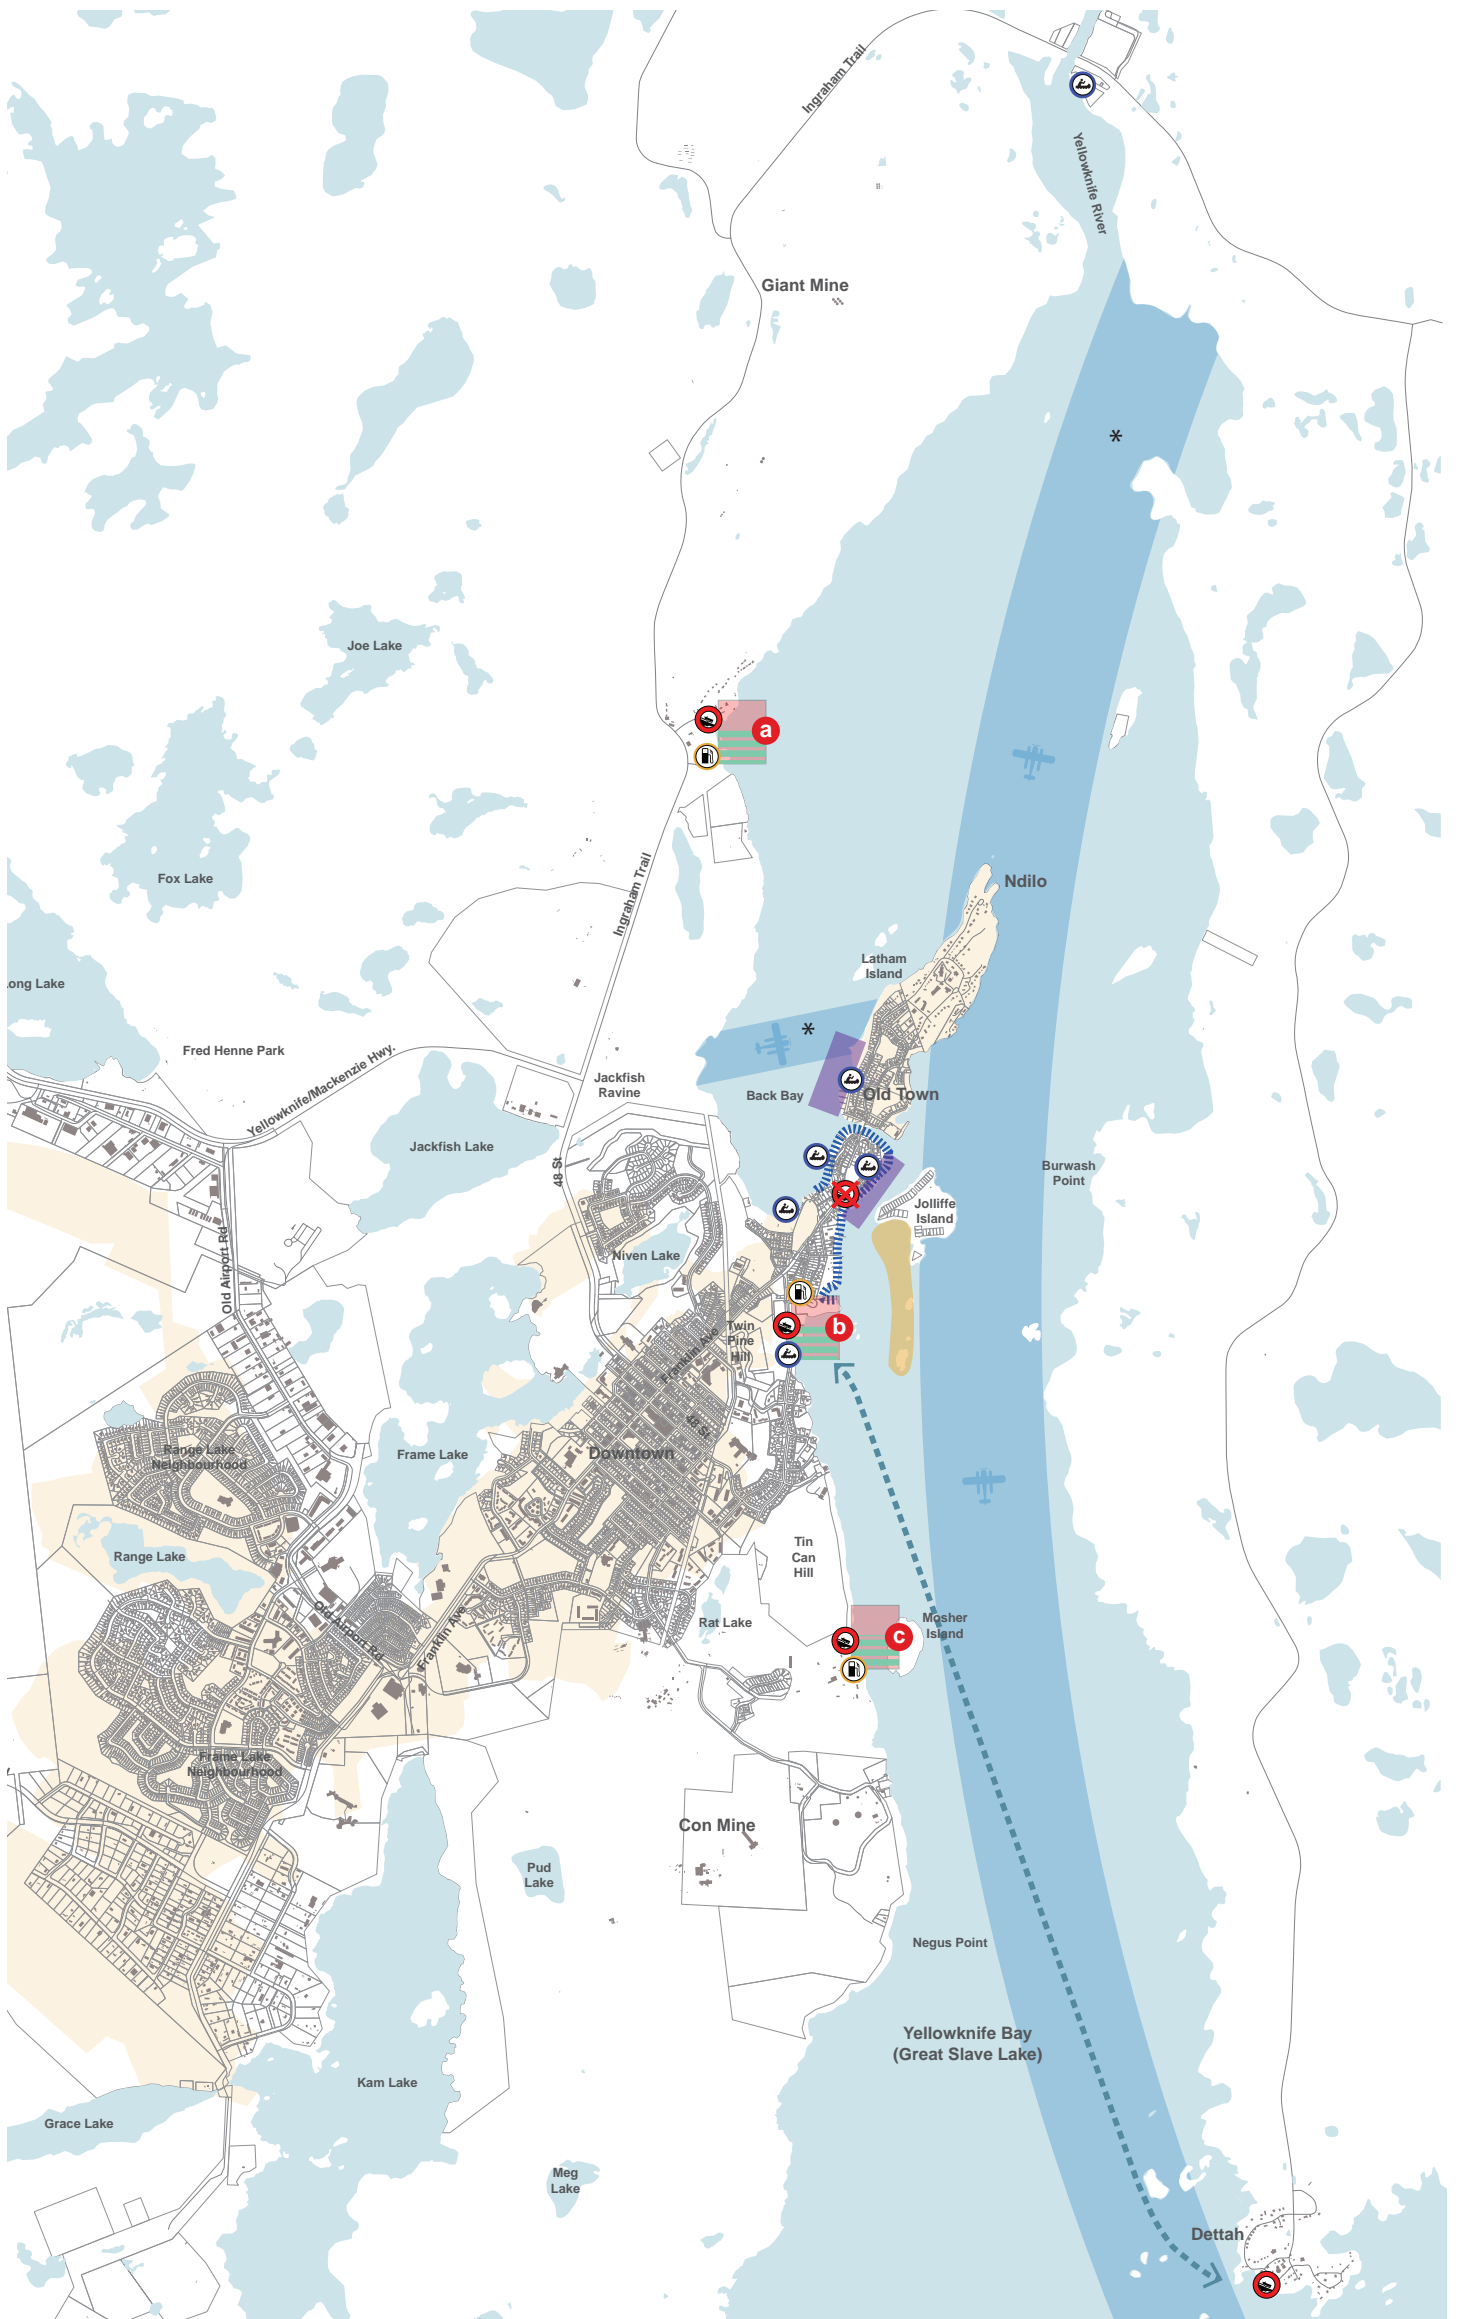 Ingraham Trail
Yellowknife River
Giant Mine
*
Joe Lake
a
Fox Lake
Ingraham Trail
Ndilo
Latham
Island
ong Lake
*
Fred Henne Park
Yellowknife/Mackenzie Hwy.
Jackfish
Ravine
Back Bay
Old Town
Jackfish Lake
48 St
Burwash
Point
Jolliffe
Island
Old Airport Rd
Niven Lake
Twin
Pine
Hill
b
Franklin Ave
48 St
Downtown
Range Lake
Neighbourhood
Frame Lake
Range Lake
Tin
Can
Hill
Old Airport Rd
Franklin Ave
Rat Lake
Mosher
Island
c
Frame Lake
Neighbourhood
Con Mine
Pud
Lake
Negus Point
Yellowknife Bay
(Great Slave Lake)
Kam Lake
Grace Lake
Meg
Lake
Dettah